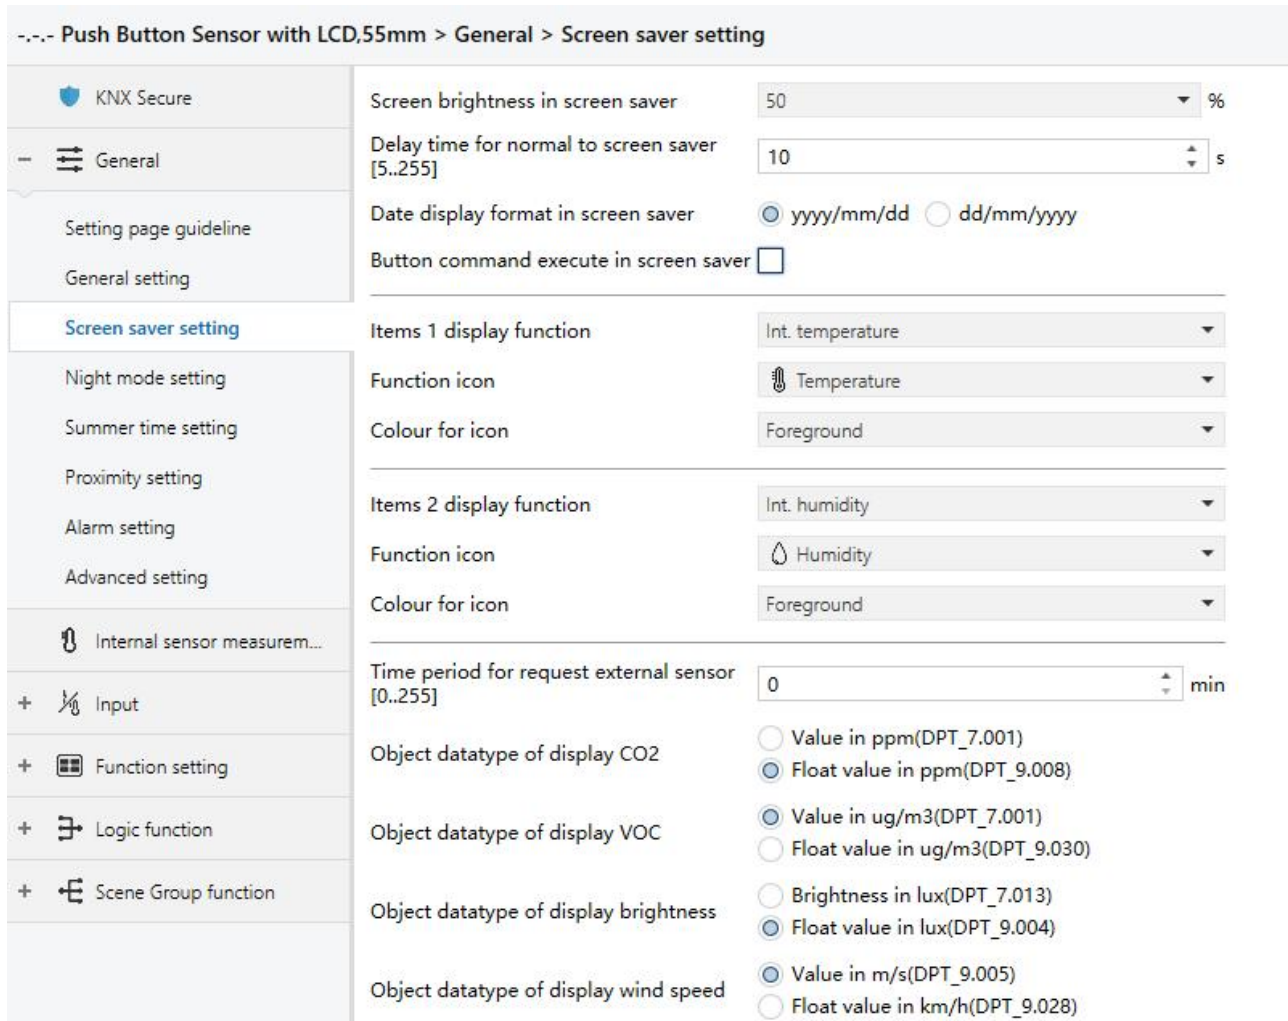 -.-.- Push Button Sensor with LCD,55mm > General > Screen saver setting
KNX Secure
General
Setting page guideline
General setting
Screen saver setting
Night mode setting
Summer time setting
Proximity setting
Alarm setting
Advanced setting
Internal sensor measurem...
Input
Function setting
Logic function
Scene Group function
Screen brightness in screen saver
50
%
Delay time for normal to screen saver
[5..255]
10
s
Date display format in screen saver
yyyy/mm/dd
dd/mm/yyyy
Button command execute in screen saver
Items 1 display function
Int. temperature
Function icon
Temperature
Colour for icon
Foreground
Items 2 display function
Int. humidity
Function icon
Humidity
Colour for icon
Foreground
Time period for request external sensor
[0..255]
0
min
Object datatype of display CO2
Value in ppm(DPT_7.001)
Float value in ppm(DPT_9.008)
Object datatype of display VOC
Value in ug/m3(DPT_7.001)
Float value in ug/m3(DPT_9.030)
Object datatype of display brightness
Brightness in lux(DPT_7.013)
Float value in lux(DPT_9.004)
Object datatype of display wind speed
Value in m/s(DPT_9.005)
Float value in km/h(DPT_9.028)